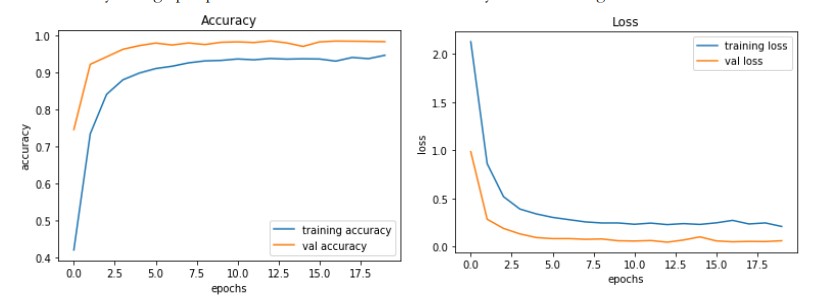 Accuracy
1.0
0.9
0.8
0.7
0.6
0.5
0.4
accuracy
training accuracy
val accuracy
0.0 2.5 5.0 7.5 10.0 12.5 15.0 17.5
epochs
Loss
2.0
1.5
1.0
0.5
0.0
loss
training loss
val loss
0.0 2.5 5.0 7.5 10.0 12.5 15.0 17.5
epochs